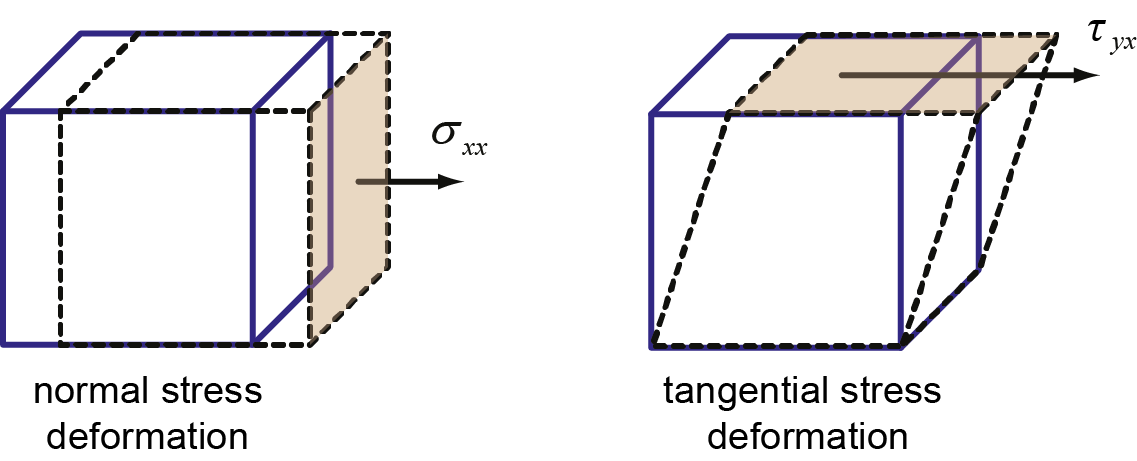 σxx
τyx
normal stress
deformation
tangential stress
deformation